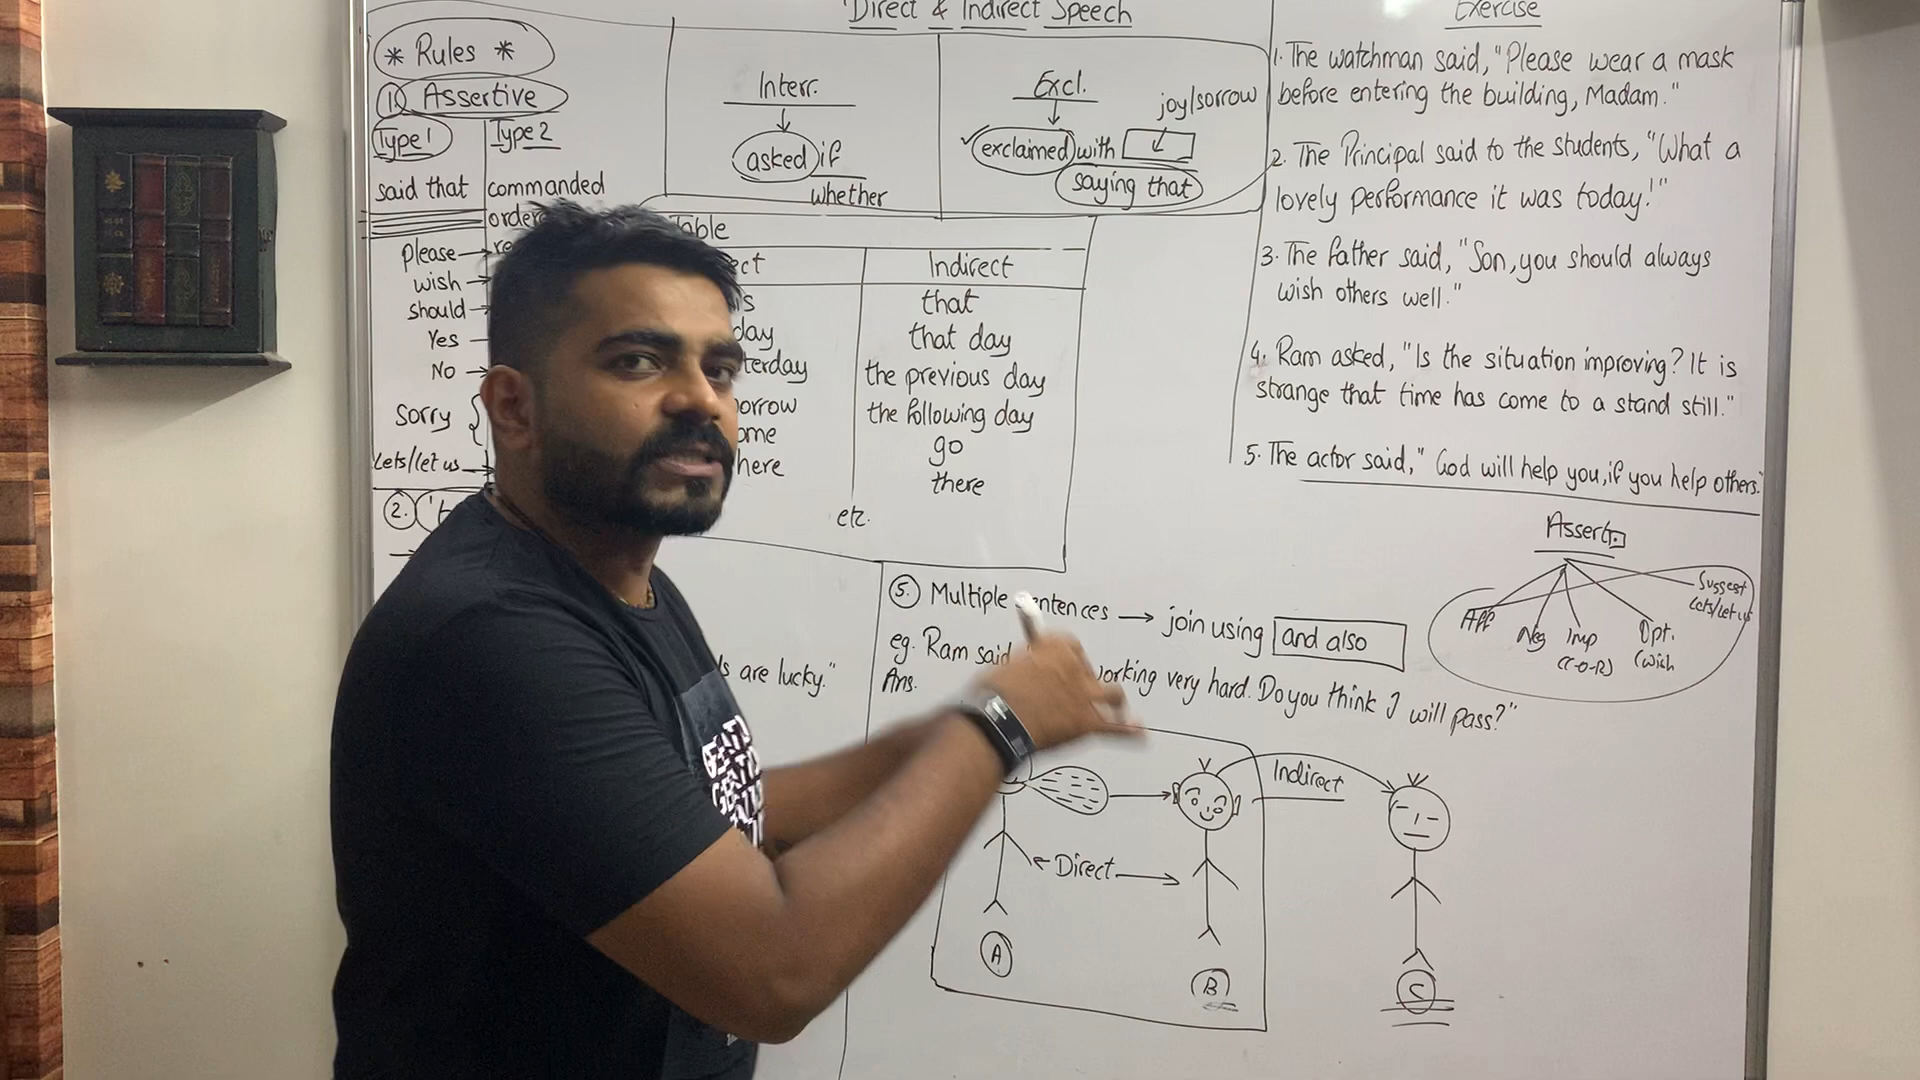 Direct & Indirect Speech
* Rules *
1. Assertive
Type 1
Type 2
said that
commanded
Please
wish
should
Yes
No
Sorry
Lets/let us
2.
Interr.
asked if
whether
Excl.
joy/sorrow
exclaimed with
saying that
Table
Indirect
that
that day
the previous day
the following day
go
there
here
etc.
s are lucky."
Exercise
1. The watchman said, "Please wear a mask
before entering the building, Madam."
2. The Principal said to the students, "What a
lovely performance it was today!"
3. The Father said, "Son, you should always
wish others well."
4. Ram asked, "Is the situation improving? It is
strange that time has come to a stand still."
5. The actor said, "God will help you, if you help others."
Assert.
Aff
Neg
Imp
(C-O-R)
Opt.
(wish
Suggest
Lets/Let us
5. Multiple sentences → join using and also
eg. Ram said working very hard. Do you think I will pass?"
Ans.
Direct
Indirect
A
B
C